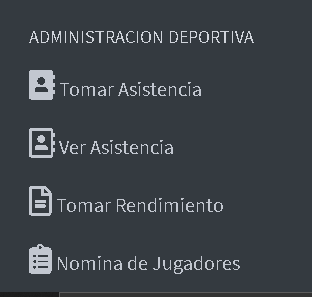 ADMINISTRACION DEPORTIVA
Tomar Asistencia
Ver Asistencia
Tomar Rendimiento
Nomina de Jugadores